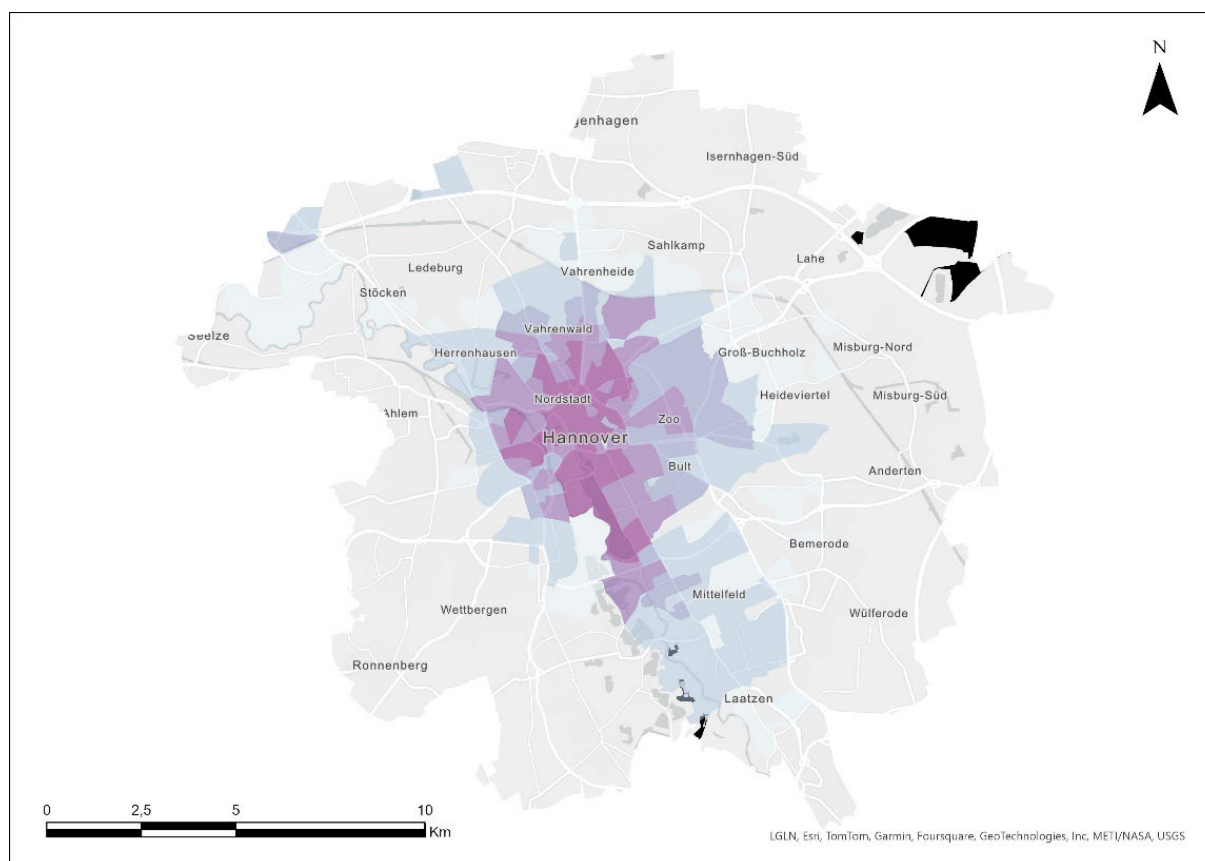 N
genhagen
Isernhagen-Süd
Sahlkamp
Lahe
Ledeburg
Vahrenheide
Stöcken
Seelze
Vahrenwald
Herrenhausen
Groß-Buchholz
Misburg-Nord
Heideviertel
Misburg-Süd
Nordstadt
Ahlem
Zoo
Hannover
Bult
Anderten
Bemerode
Mittelfeld
Wettbergen
Wülferode
Ronnenberg
Laatzen
0 2,5 5 10
Km
LGLN, Esri, TomTom, Garmin, Foursquare, GeoTechnologies, Inc, METI/NASA, USGS